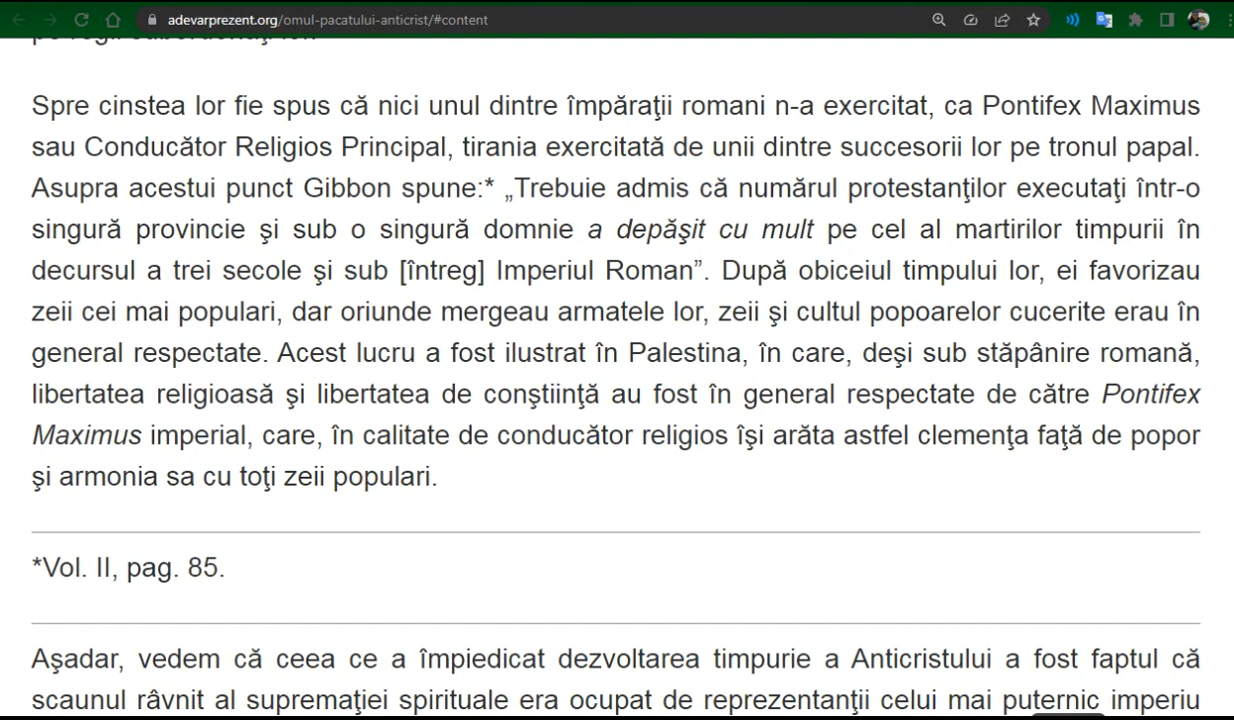 adevarprezent.org/omul-pacatului-anticrist/#content
Spre cinstea lor fie spus că nici unul dintre împăraţii romani n-a exercitat, ca Pontifex Maximus
sau Conducător Religios Principal, tirania exercitată de unii dintre succesorii lor pe tronul papal.
Asupra acestui punct Gibbon spune:* „Trebuie admis că numărul protestanţilor executaţi într-o
singură provincie şi sub o singură domnie a depăşit cu mult pe cel al martirilor timpurii în
decursul a trei secole şi sub [întreg] Imperiul Roman”. După obiceiul timpului lor, ei favorizau
zeii cei mai populari, dar oriunde mergeau armatele lor, zeii şi cultul popoarelor cucerite erau în
general respectate. Acest lucru a fost ilustrat în Palestina, în care, deşi sub stăpânire romană,
libertatea religioasă şi libertatea de conştiinţă au fost în general respectate de către Pontifex
Maximus imperial, care, în calitate de conducător religios îşi arăta astfel clemenţa faţă de popor
şi armonia sa cu toţi zeii populari.
*Vol. II, pag. 85.
Aşadar, vedem că ceea ce a împiedicat dezvoltarea timpurie a Anticristului a fost faptul că
scaunul râvnit al supremaţiei spirituale era ocupat de reprezentanţii celui mai puternic imperiu